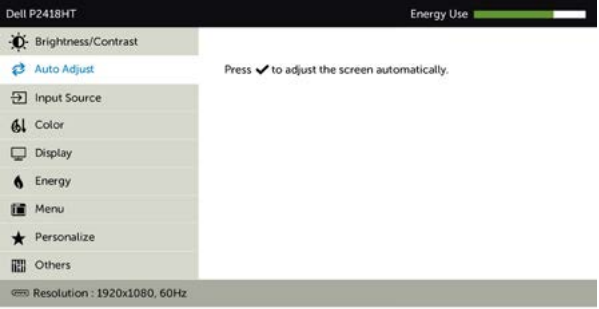 Dell P2418HT
Energy Use
Brightness/Contrast
Auto Adjust
Press ✔ to adjust the screen automatically.
Input Source
Color
Display
Energy
Menu
Personalize
Others
Resolution : 1920x1080, 60Hz